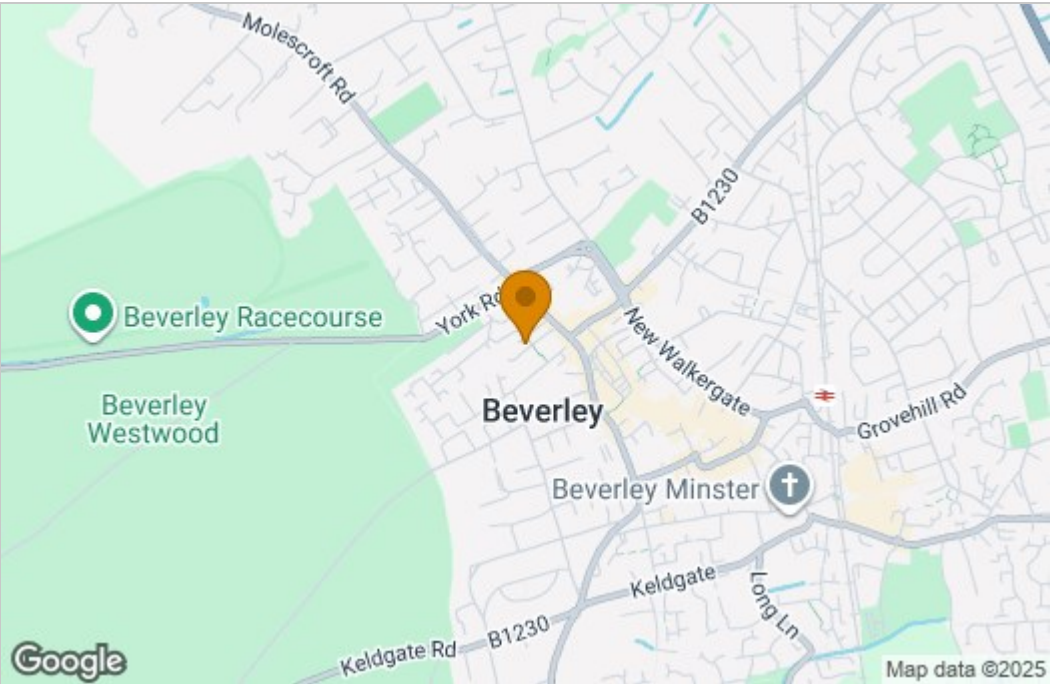 Molescroft Rd
B1230
York Rd
Beverley Racecourse
New Walkergate
Beverley
Westwood
Beverley
Grovehill Rd
Beverley Minster
Keldgate
Long Ln
B1230
Keldgate Rd
Google
Map data ©2025